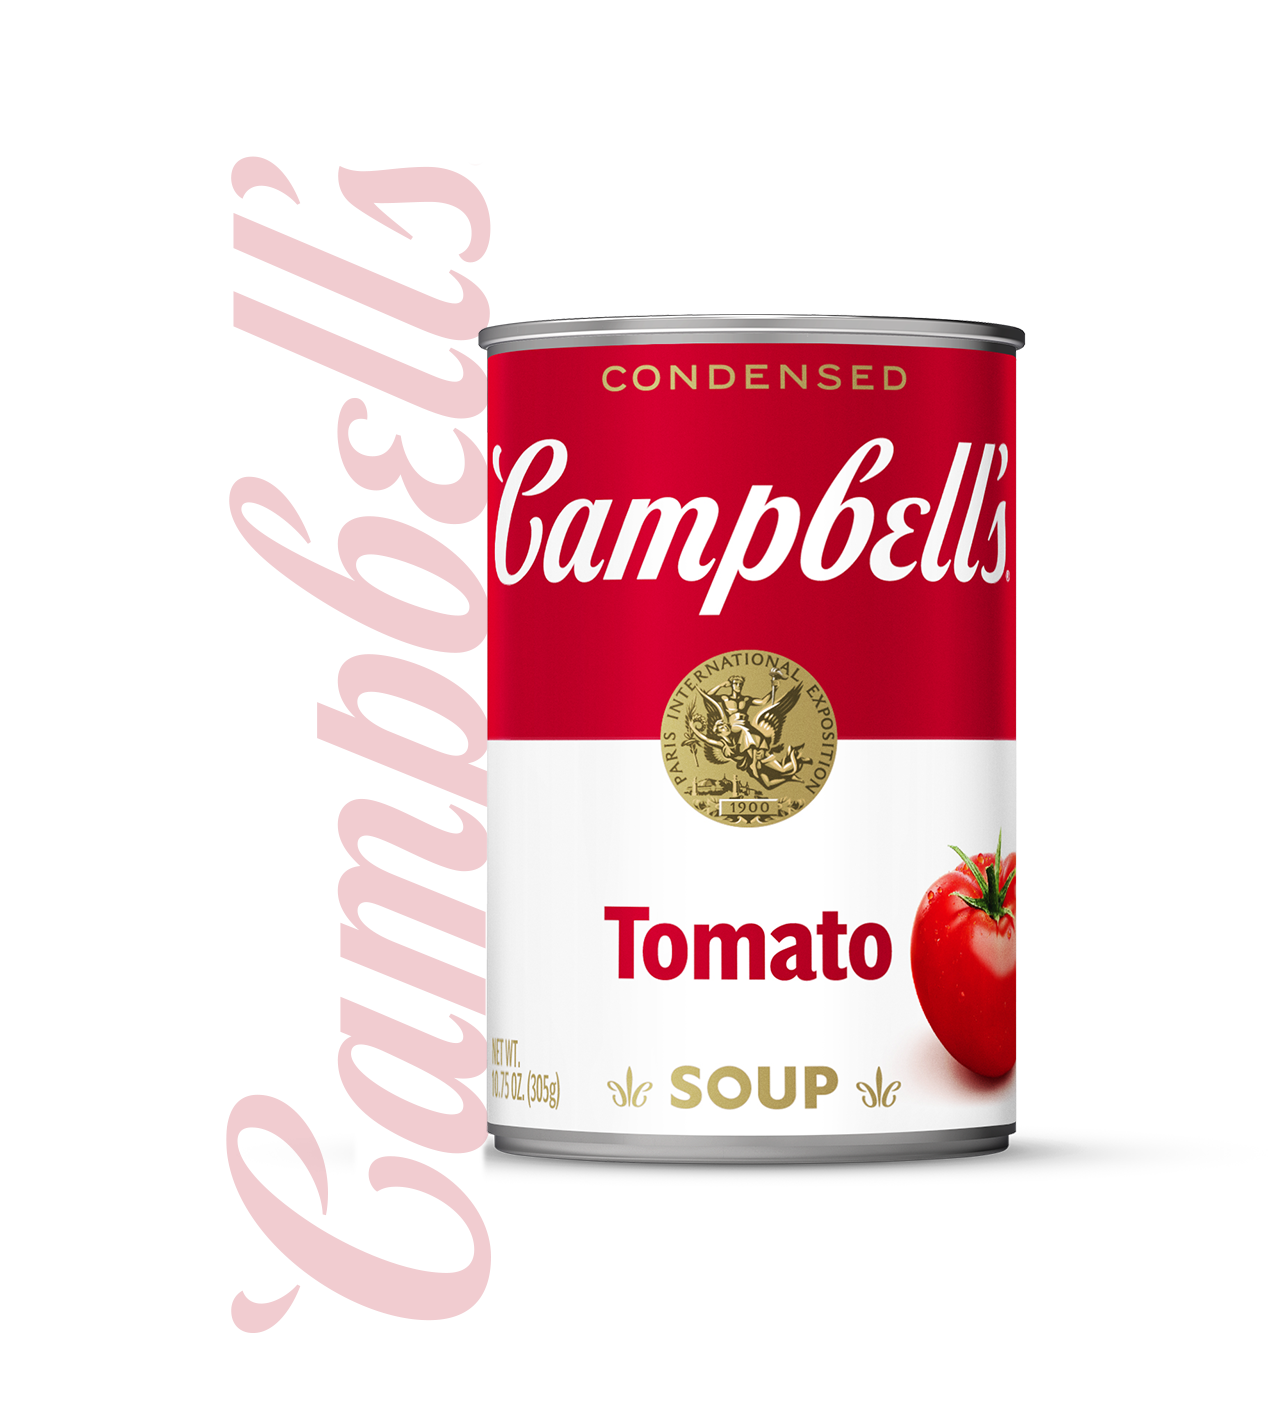 Campbell's
CONDENSED
Campbell's®
PARIS INTERNATIONAL EXPOSITION
1900
Tomato
NET WT.
10.75 OZ. (305g)
SOUP